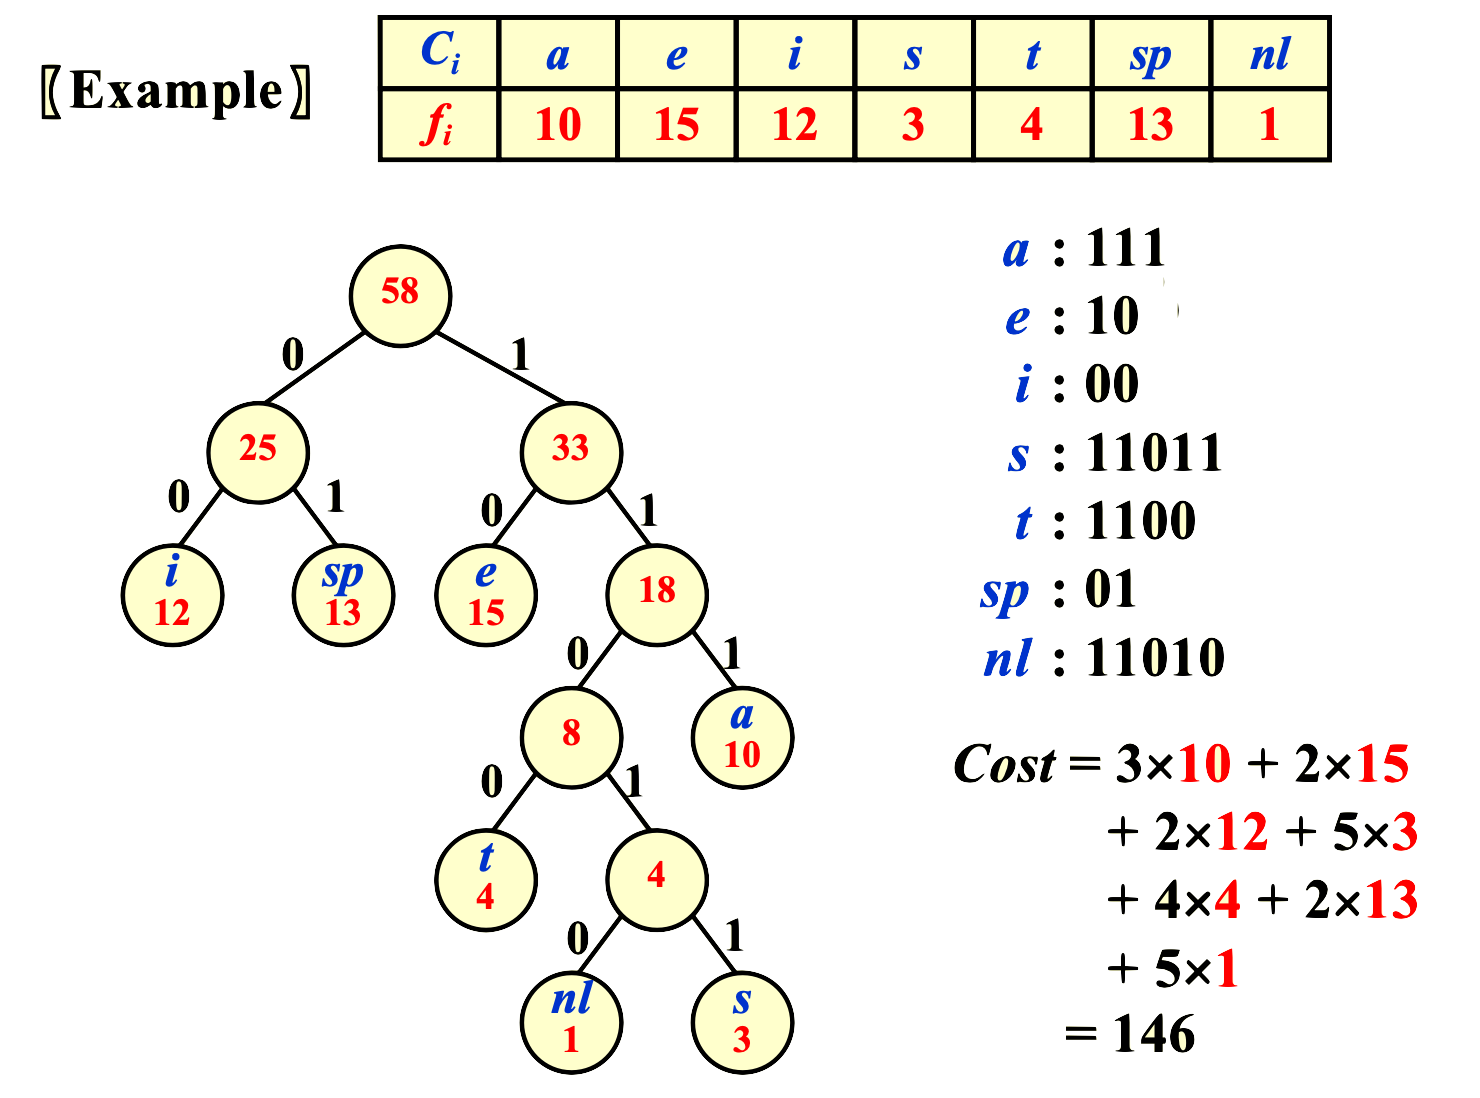 〖Example〗
Ci a e i s t sp nl
fi 10 15 12 3 4 13 1
58
0 1
25 33
0 1 0 1
i sp e 18
12 13 15
0 1
8 a
10
0 1
t 4
4
0 1
nl s
1 3
a : 111
e : 10
i : 00
s : 11011
t : 1100
sp : 01
nl : 11010
Cost = 3×10 + 2×15
+ 2×12 + 5×3
+ 4×4 + 2×13
+ 5×1
= 146